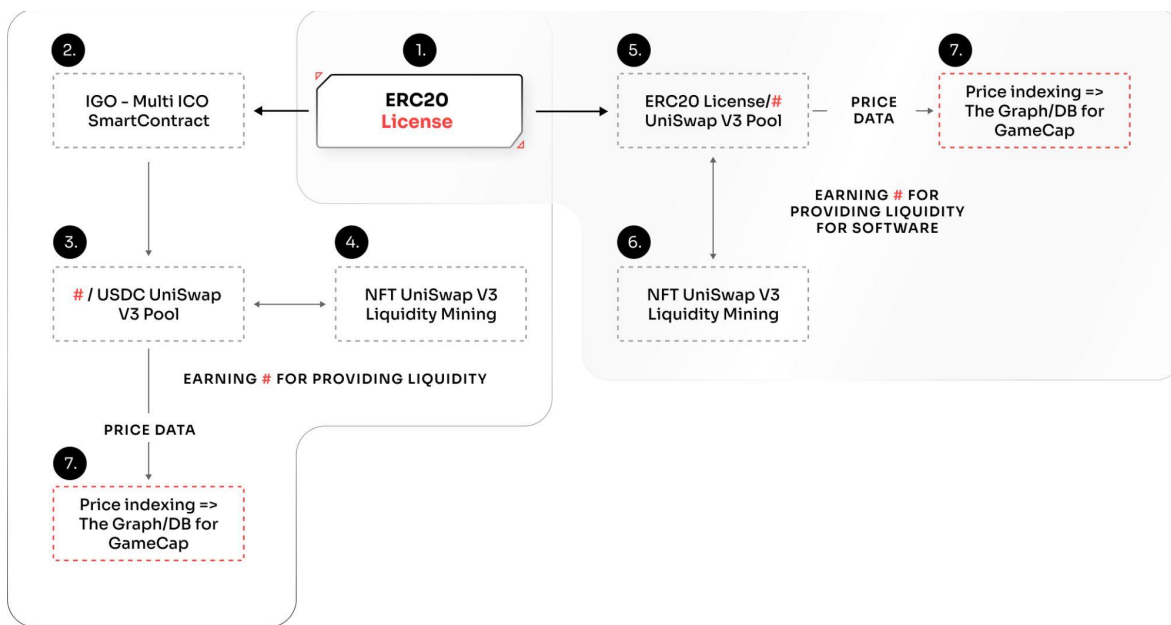 1.
ERC20
License
2.
IGO - Multi ICO
SmartContract
3.
# / USDC UniSwap
V3 Pool
4.
NFT UniSwap V3
Liquidity Mining
EARNING # FOR PROVIDING LIQUIDITY
PRICE DATA
7.
Price indexing =>
The Graph/DB for
GameCap
5.
ERC20 License/#
UniSwap V3 Pool
PRICE
DATA
7.
Price indexing =>
The Graph/DB for
GameCap
EARNING # FOR
PROVIDING LIQUIDITY
FOR SOFTWARE
6.
NFT UniSwap V3
Liquidity Mining